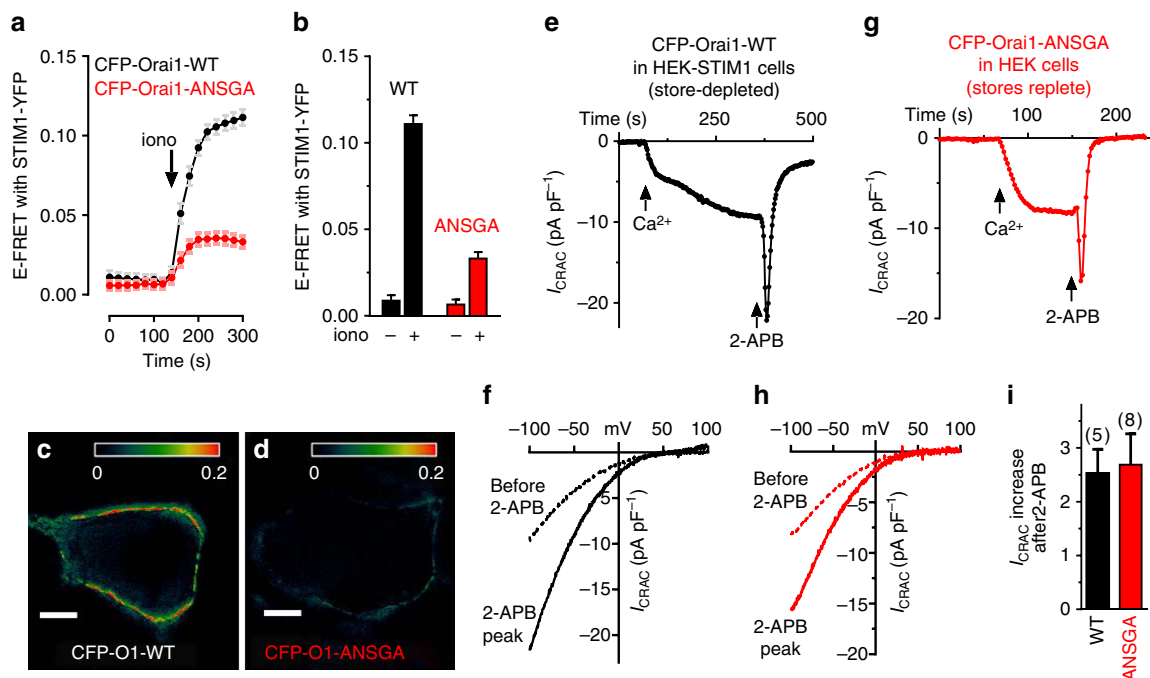 a
CFP-Orai1-WT
CFP-Orai1-ANSGA
E-FRET with STIM1-YFP
0.15
0.10
0.05
0.00
iono
0 100 200 300
Time (s)
b
E-FRET with STIM1-YFP
0.15
0.10
0.05
0.00
WT
ANSGA
iono − + − +
c
0 0.2
CFP-O1-WT
d
0 0.2
CFP-O1-ANSGA
e
CFP-Orai1-WT
in HEK-STIM1 cells
(store-depleted)
Time (s) 250 500
0
−10
−20
I CRAC (pA pF−1)
Ca2+
2-APB
f
−100 −50 mV 50 100
Before
2-APB
−5
−10
−15
−20
I CRAC (pA pF−1)
2-APB
peak
g
CFP-Orai1-ANSGA
in HEK cells
(stores replete)
Time (s) 100 200
0
−10
−20
I CRAC (pA pF−1)
Ca2+
2-APB
h
−100 −50 mV 50 100
Before
2-APB
−5
−10
−15
−20
I CRAC (pA pF−1)
2-APB
peak
i
I CRAC increase
after2-APB
3
2
1
0
(5)
(8)
WT
ANSGA